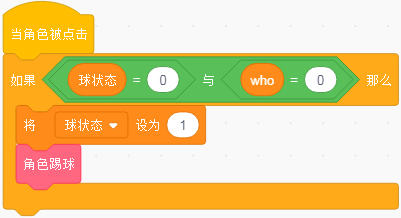 当角色被点击
如果 球状态 = 0 与 who = 0 那么
将 球状态 设为 1
角色踢球